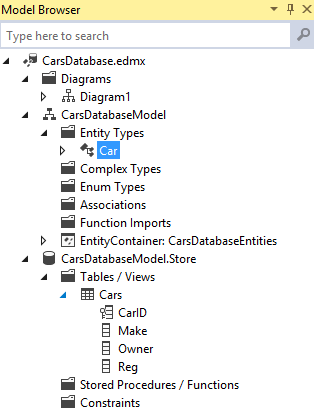 Model Browser
Type here to search
CarsDatabase.edmx
Diagrams
Diagram1
CarsDatabaseModel
Entity Types
Car
Complex Types
Enum Types
Associations
Function Imports
EntityContainer: CarsDatabaseEntities
CarsDatabaseModel.Store
Tables / Views
Cars
CarID
Make
Owner
Reg
Stored Procedures / Functions
Constraints